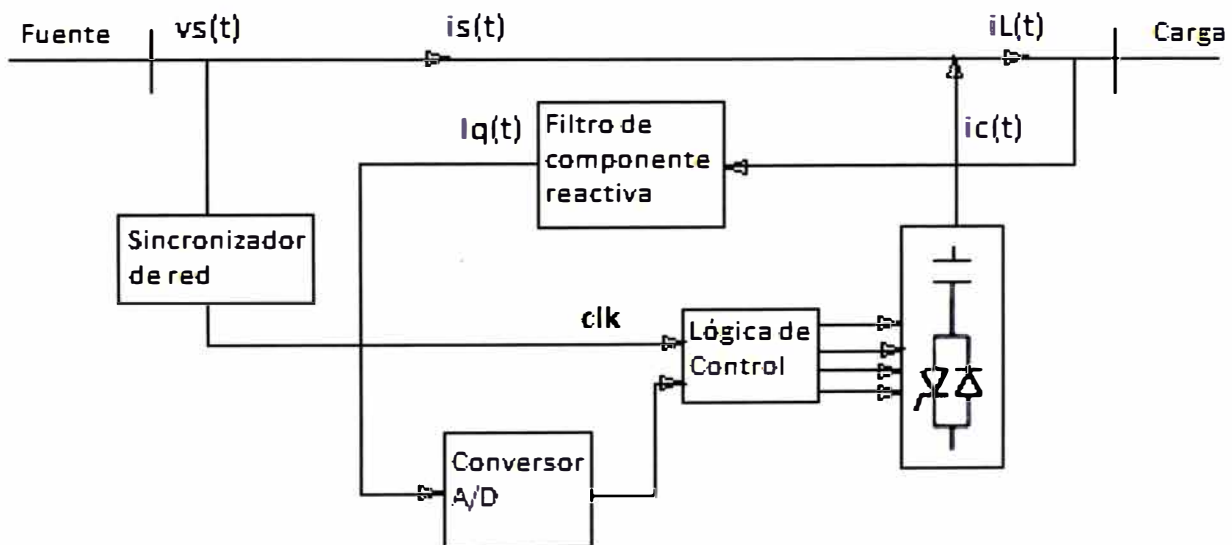 Fuente
vs(t)
is(t)
iL(t)
Carga
Iq(t)
Filtro de
componente
reactiva
ic(t)
Sincronizador
de red
clk
Lógica de
Control
Conversor
A/D